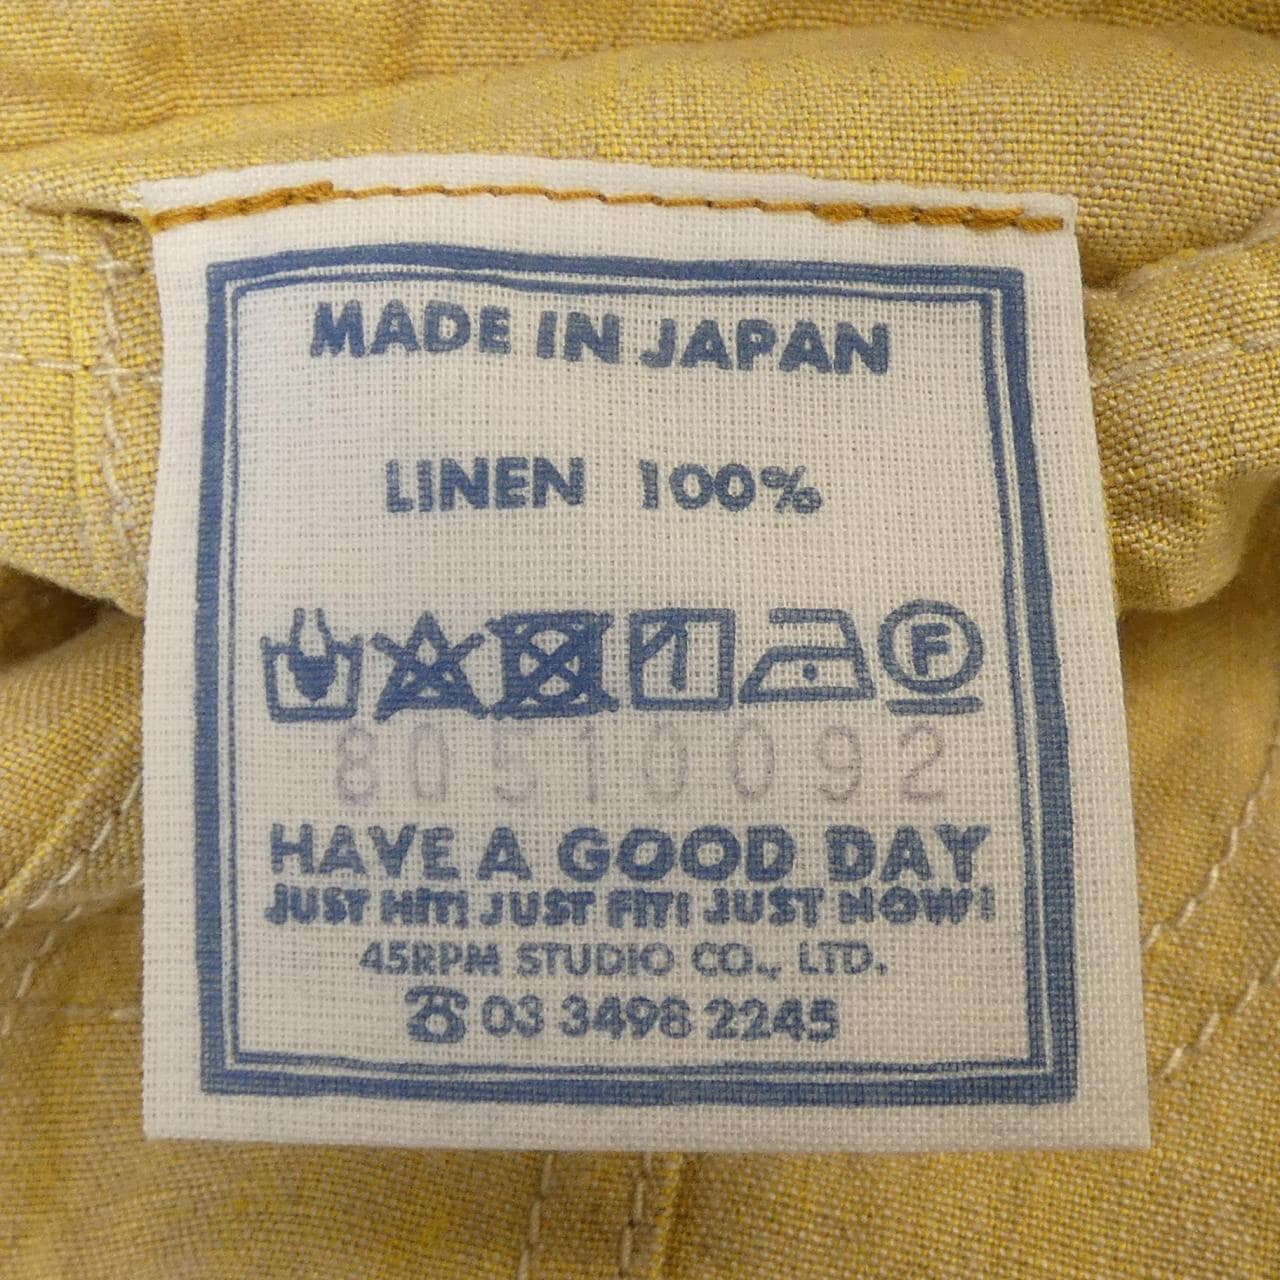 MADE IN JAPAN
LINEN 100%
F
80510092
HAVE A GOOD DAY
JUST HIT! JUST FIT! JUST NOW!
45RPM STUDIO CO., LTD.
☎ 03 3498 2245